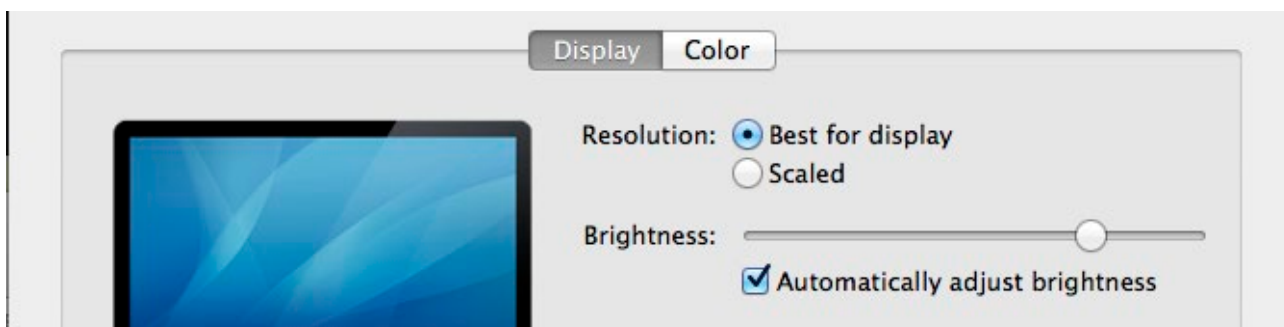 Display Color
Resolution: Best for display
Scaled
Brightness:
Automatically adjust brightness